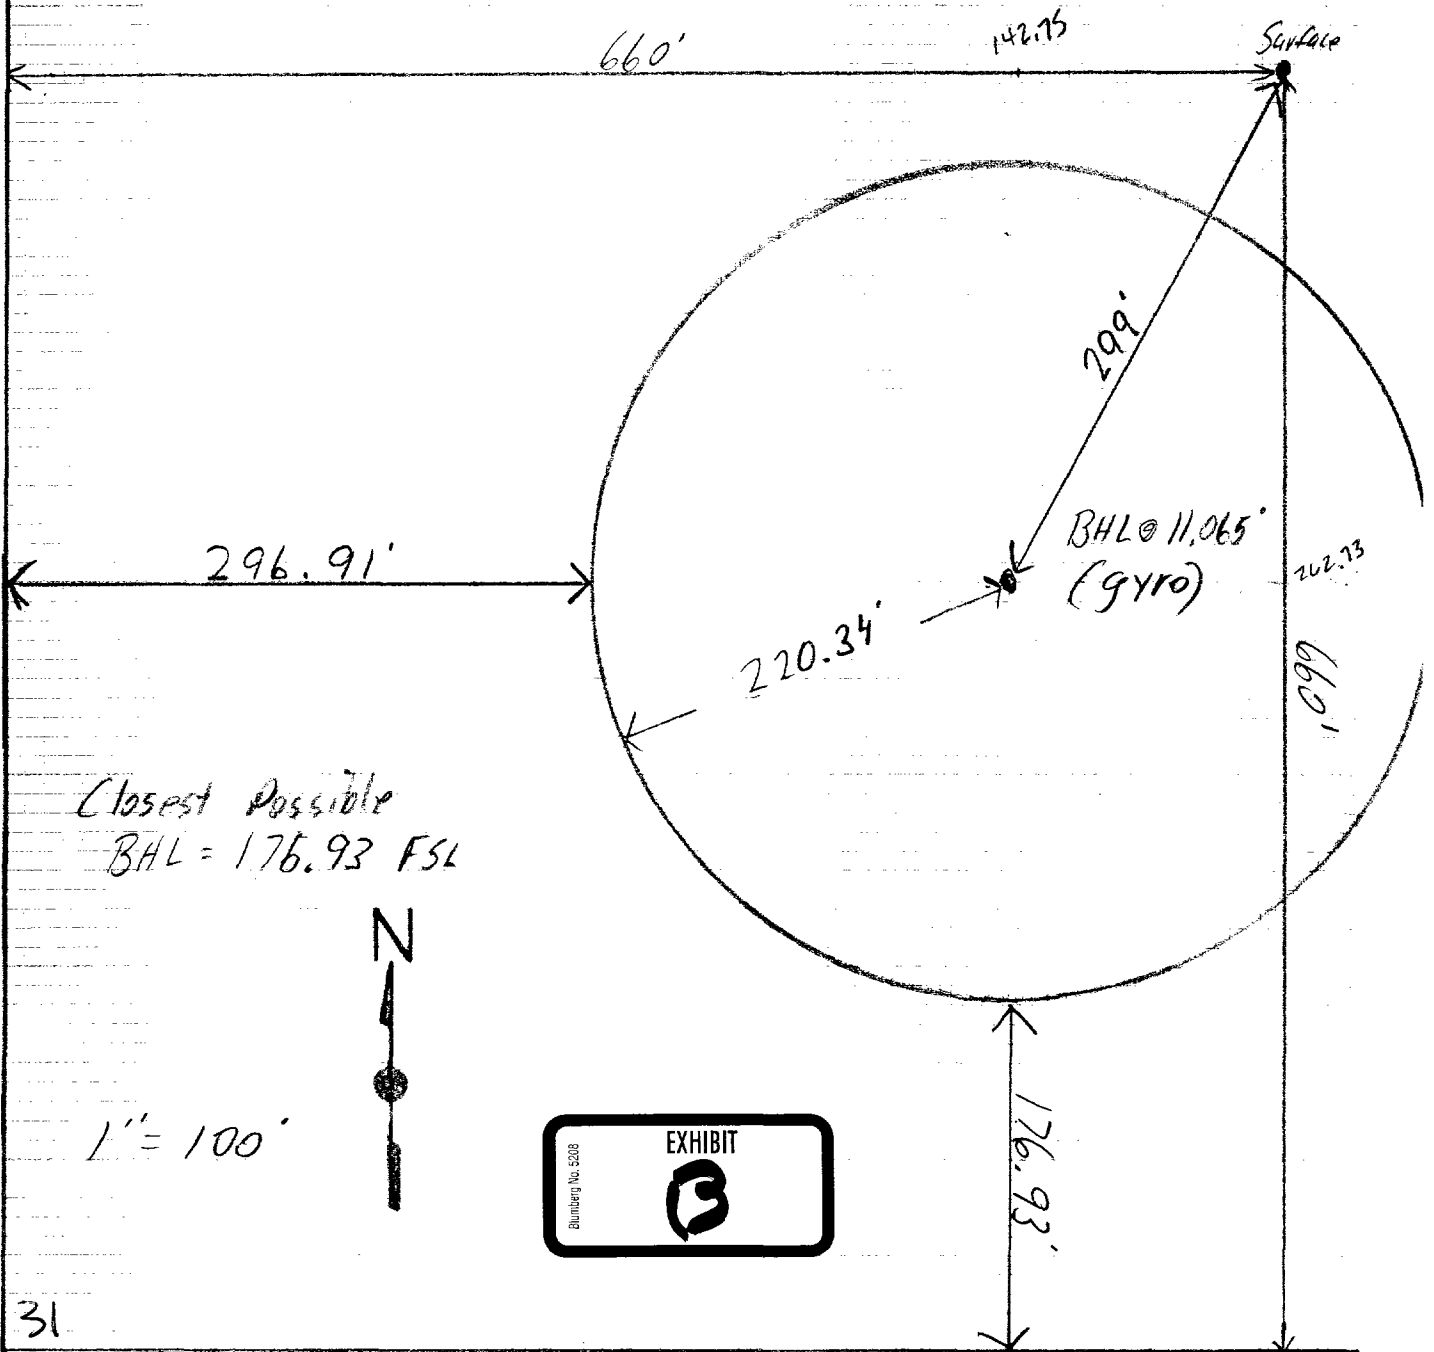 660'
142.75
Surface
299'
BHL@ 11,065'
(gyro)
262.73
296.91'
220.34'
660'
Closest Possible
BHL = 176.93 FSL
N
1" = 100'
176.93'
EXHIBIT
B
Blumberg No. 5208
31